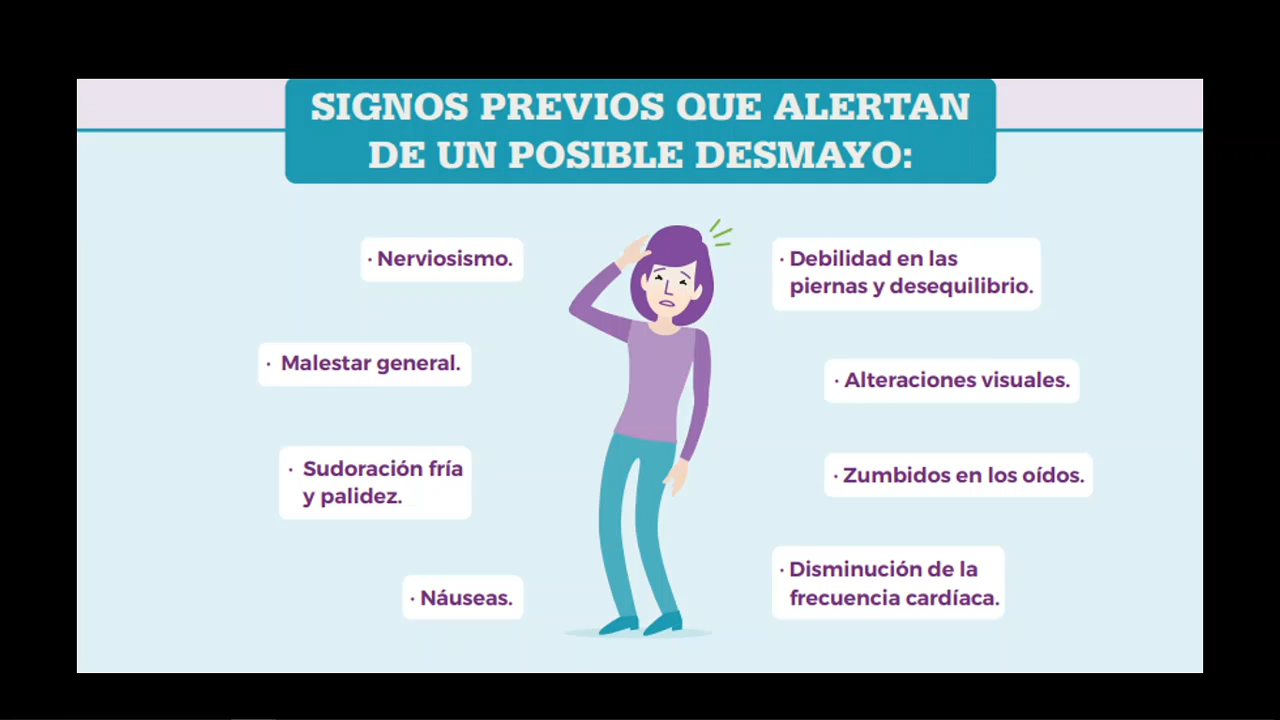 SIGNOS PREVIOS QUE ALERTAN
DE UN POSIBLE DESMAYO:
· Nerviosismo.
· Malestar general.
· Sudoración fría
y palidez.
· Náuseas.
· Debilidad en las
piernas y desequilibrio.
· Alteraciones visuales.
· Zumbidos en los oídos.
· Disminución de la
frecuencia cardíaca.